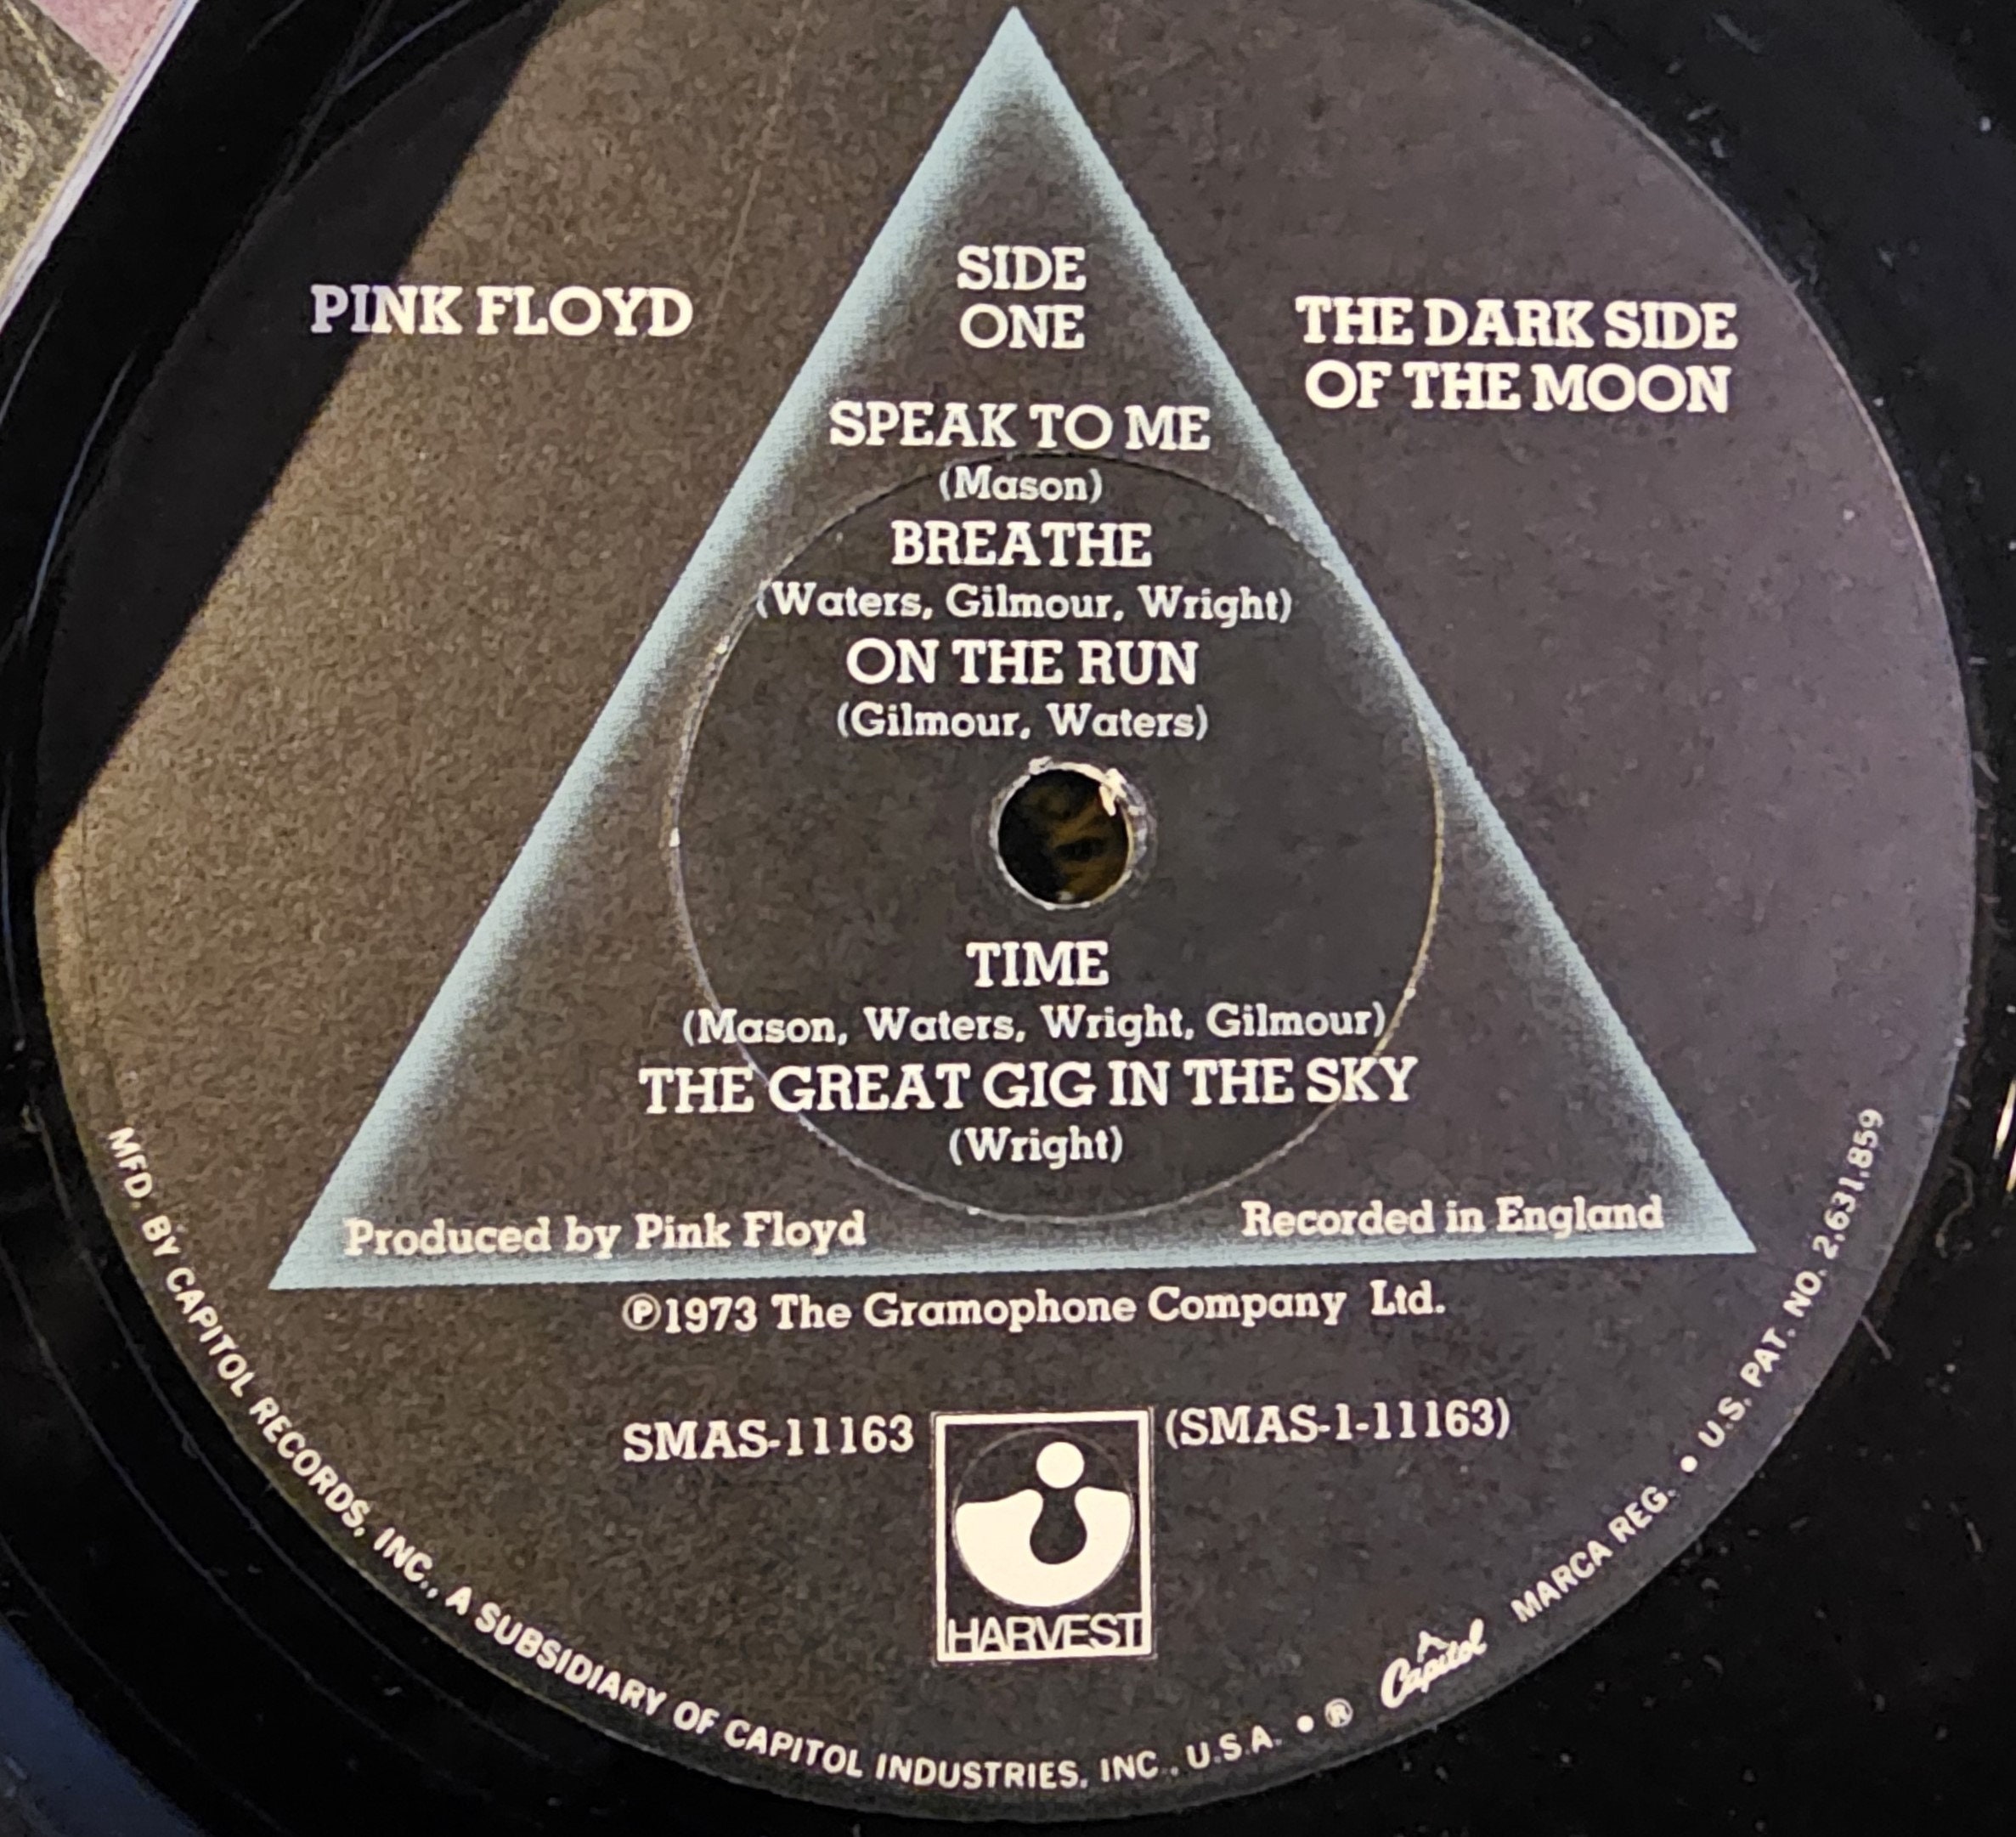 PINK FLOYD
SIDE
ONE
THE DARK SIDE
OF THE MOON
SPEAK TO ME
(Mason)
BREATHE
(Waters, Gilmour, Wright)
ON THE RUN
(Gilmour, Waters)
TIME
(Mason, Waters, Wright, Gilmour)
THE GREAT GIG IN THE SKY
(Wright)
Produced by Pink Floyd
Recorded in England
℗1973 The Gramophone Company Ltd.
SMAS-11163
(SMAS-1-11163)
HARVEST
MFD. BY CAPITOL RECORDS, INC., A SUBSIDIARY OF CAPITOL INDUSTRIES, INC., U.S.A. • ® Capitol MARCA REG. • U.S. PAT. NO. 2,631,859